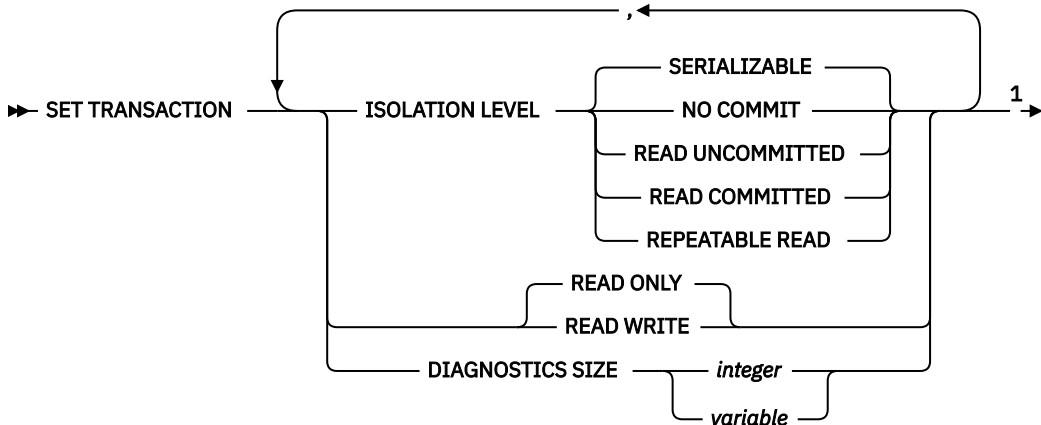 ,
SERIALIZABLE
1
SET TRANSACTION ISOLATION LEVEL NO COMMIT
READ UNCOMMITTED
READ COMMITTED
REPEATABLE READ
READ ONLY
READ WRITE
DIAGNOSTICS SIZE integer
variable